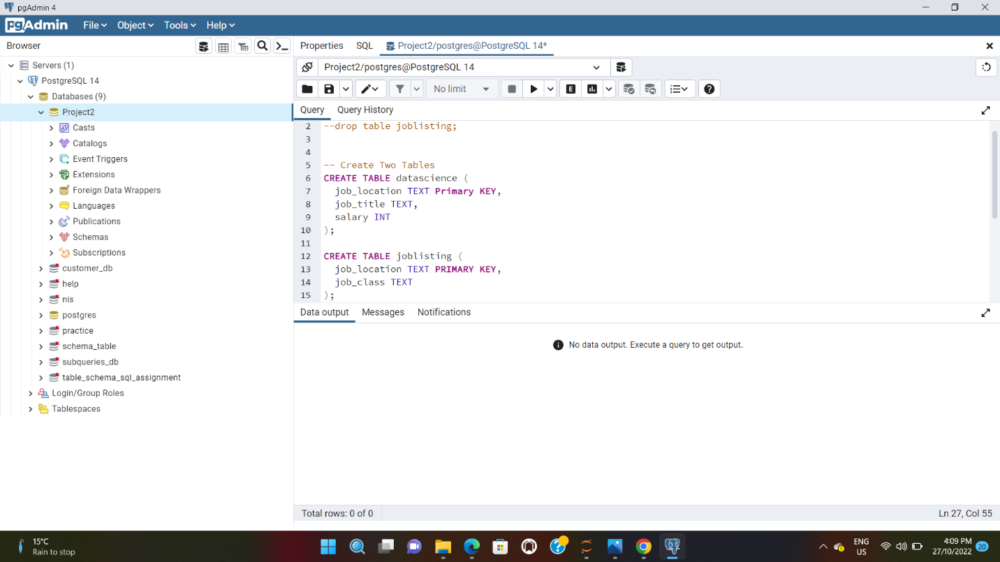 pgAdmin 4
pgAdmin File Object Tools Help
Browser
Properties SQL Project2/postgres@PostgreSQL 14*
Servers (1)
PostgreSQL 14
Databases (9)
Project2
Casts
Catalogs
Event Triggers
Extensions
Foreign Data Wrappers
Languages
Publications
Schemas
Subscriptions
customer_db
help
nis
postgres
practice
schema_table
subqueries_db
table_schema_sql_assignment
Login/Group Roles
Tablespaces
Project2/postgres@PostgreSQL 14
No limit
E
Query Query History
2 --drop table joblisting;
3
4
5 -- Create Two Tables
6 CREATE TABLE datascience (
7 job_location TEXT Primary KEY,
8 job_title TEXT,
9 salary INT
10 );
11
12 CREATE TABLE joblisting (
13 job_location TEXT PRIMARY KEY,
14 job_class TEXT
15 );
Data output Messages Notifications
No data output. Execute a query to get output.
Total rows: 0 of 0
Ln 27, Col 55
15°C
Rain to stop
ENG
US
4:09 PM
27/10/2022
20